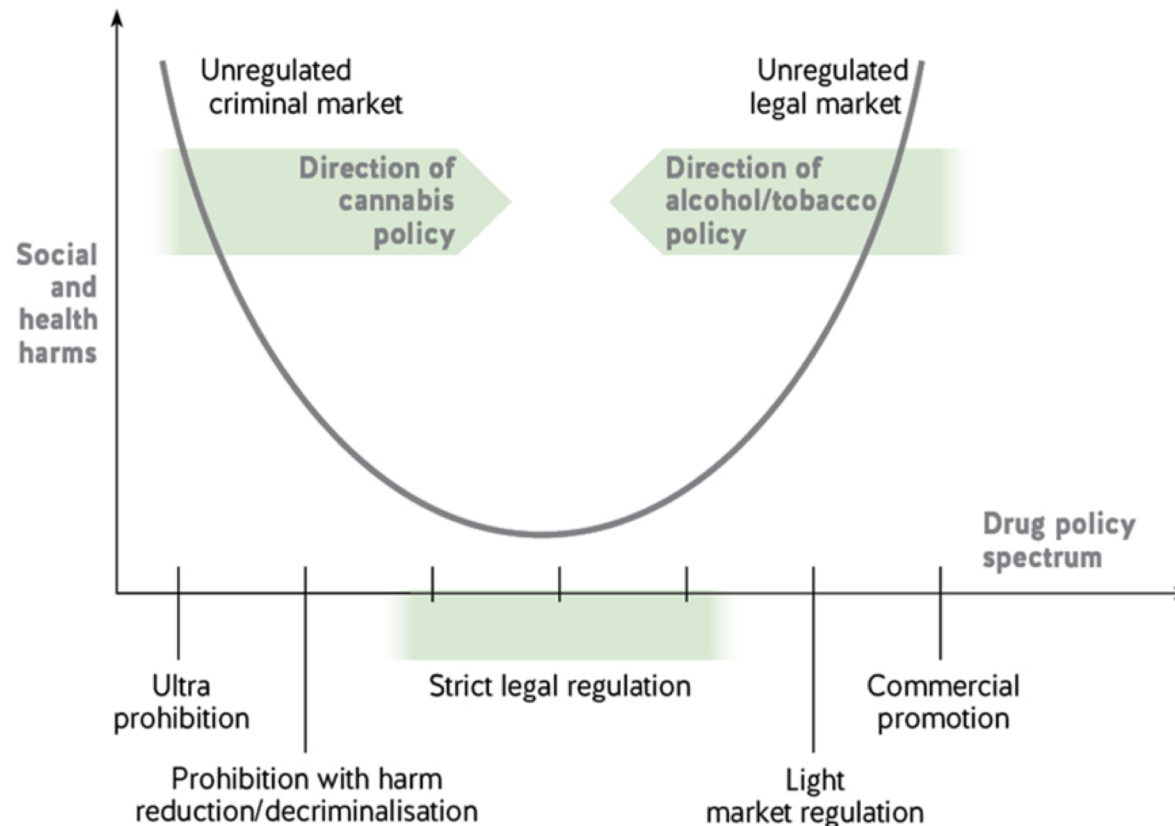 Unregulated
criminal market
Unregulated
legal market
Direction of
cannabis
policy
Direction of
alcohol/tobacco
policy
Social
and
health
harms
Drug policy
spectrum
Ultra
prohibition
Strict legal regulation
Commercial
promotion
Prohibition with harm
reduction/decriminalisation
Light
market regulation